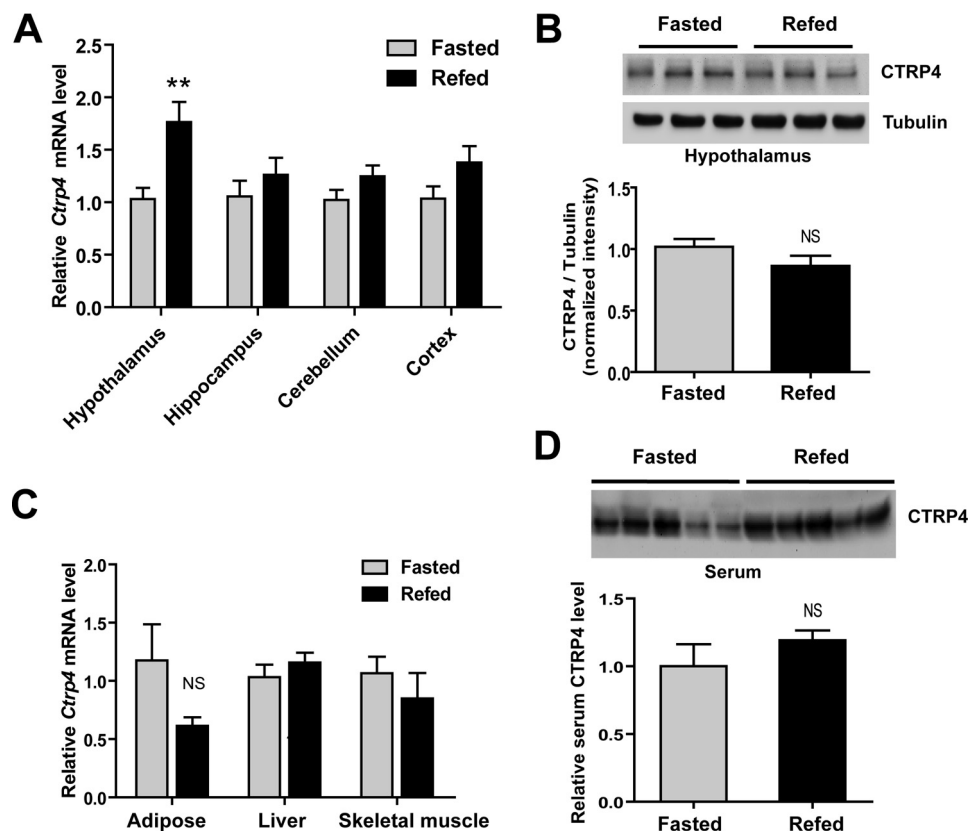 A
Relative Ctrp4 mRNA level
2.5
2.0
1.5
1.0
0.5
0.0
Fasted
Refed
**
Hypothalamus
Hippocampus
Cerebellum
Cortex
B
Fasted Refed
CTRP4
Tubulin
Hypothalamus
CTRP4 / Tubulin
(normalized intensity)
1.5
1.0
0.5
0.0
NS
Fasted Refed
C
Relative Ctrp4 mRNA level
2.0
1.5
1.0
0.5
0.0
Fasted
Refed
NS
Adipose Liver Skeletal muscle
D
Fasted Refed
CTRP4
Serum
Relative serum CTRP4 level
1.5
1.0
0.5
0.0
NS
Fasted Refed